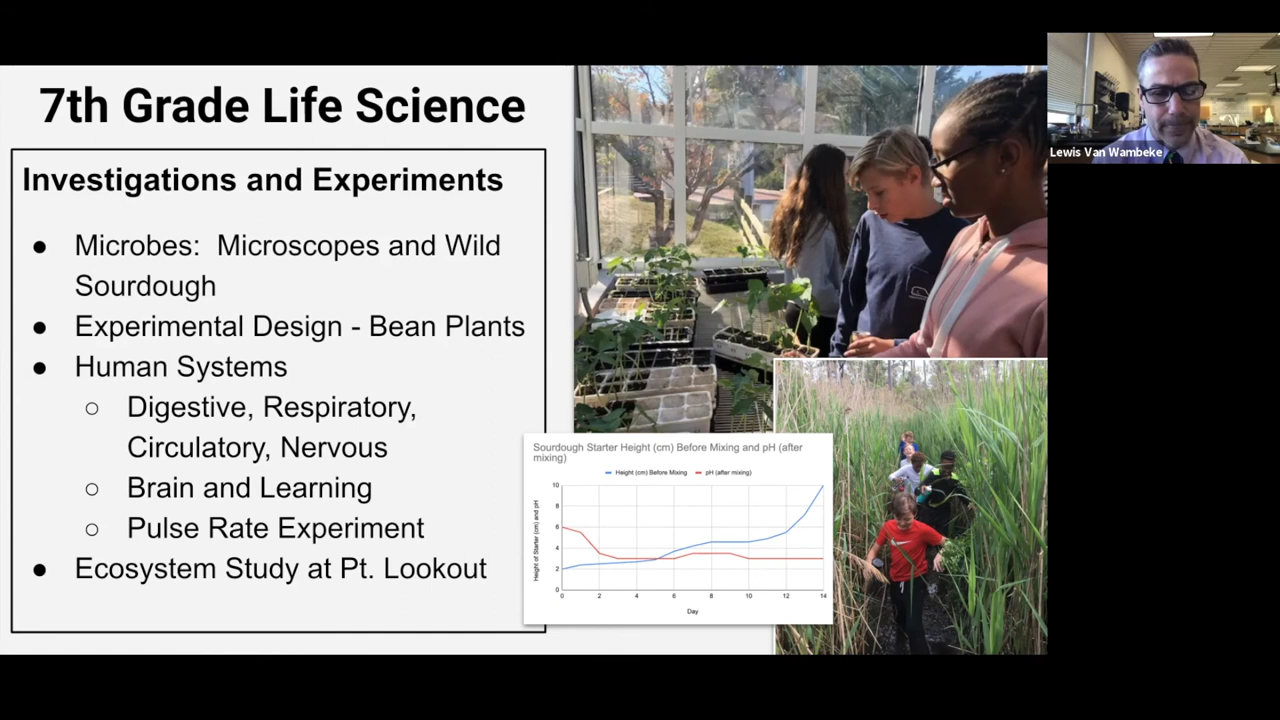 7th Grade Life Science
Investigations and Experiments
● Microbes: Microscopes and Wild
Sourdough
● Experimental Design - Bean Plants
● Human Systems
○ Digestive, Respiratory,
Circulatory, Nervous
○ Brain and Learning
○ Pulse Rate Experiment
● Ecosystem Study at Pt. Lookout
Sourdough Starter Height (cm) Before Mixing and pH (after
mixing)
Height (cm) Before Mixing pH (after mixing)
Height of Starter (cm) and pH
10
8
6
4
2
0
0 2 4 6 8 10 12 14
Day
Lewis Van Wambeke